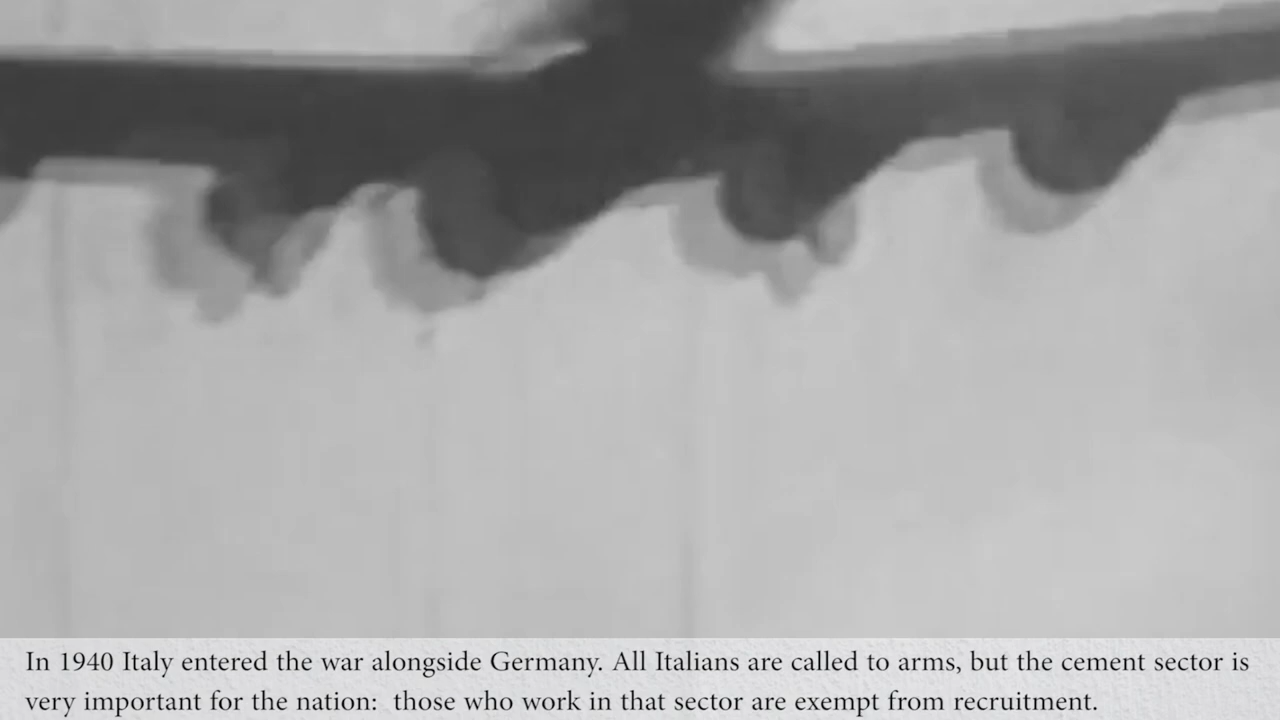 In 1940 Italy entered the war alongside Germany. All Italians are called to arms, but the cement sector is
very important for the nation:  those who work in that sector are exempt from recruitment.